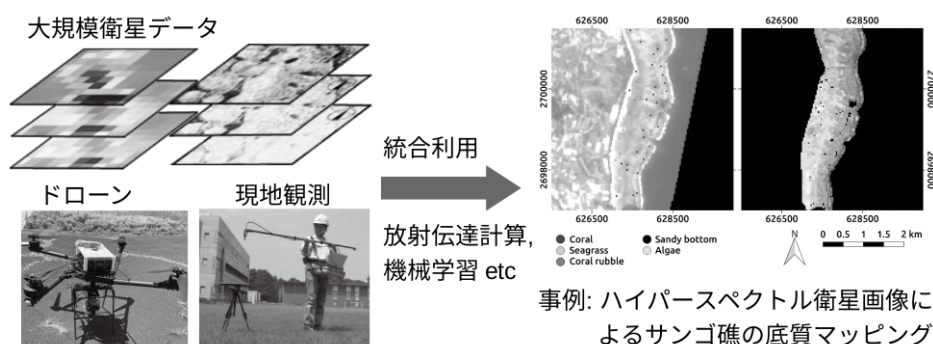 大規模衛星データ
ドローン
現地観測
統合利用
放射伝達計算,
機械学習 etc
626500
628500
626500
628500
2700000
2698000
2700000
2698000
626500
628500
626500
628500
Coral
Seagrass
Coral rubble
Sandy bottom
Algae
N
0 0.5 1 1.5 2 km
事例: ハイパースペクトル衛星画像に
よるサンゴ礁の底質マッピング